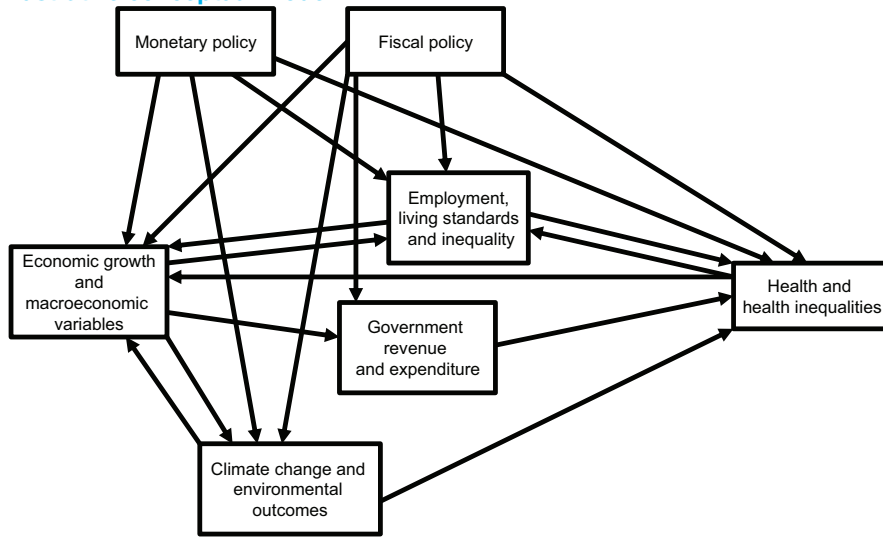 Monetary policy
Fiscal policy
Employment,
living standards
and inequality
Economic growth
and
macroeconomic
variables
Health and
health inequalities
Government
revenue
and expenditure
Climate change and
environmental
outcomes